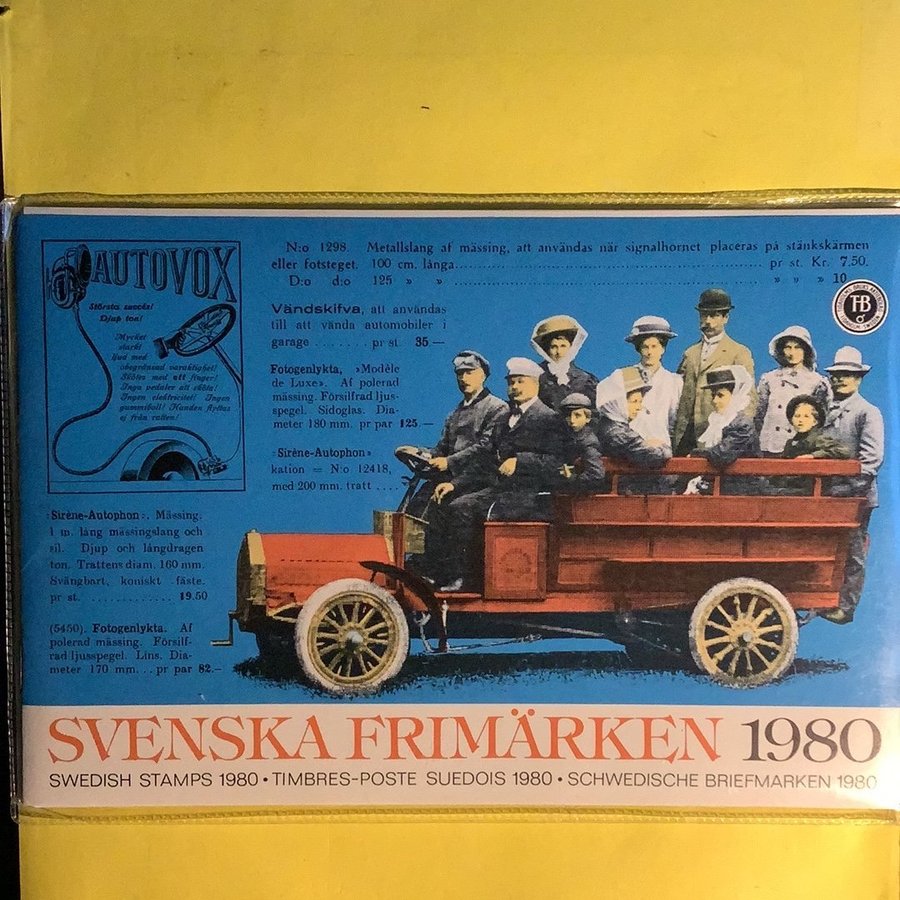 AUTOVOX
Största succès!
Djup ton!
Mycket
starkt
ljud med
obegränsad varaktighet!
Skötes med ett finger!
Inga pedaler att sköta!
Ingen elektricitet! Ingen
gummiboll! Handen flyttas
ej från ratten!
N:o 1298. Metallslang af mässing, att användas när signalhornet placeras på stänkskärmen
eller fotsteget. 100 cm. långa........ pr st. Kr. 7.50.
D:o d:o 125 » » ........ » » » 10
Vändskifva, att användas
till att vända automobiler i
garage ........ pr st. 35.—
Fotogenlykta, »Modèle
de Luxe». Af polerad
mässing. Försilfrad ljus-
spegel. Sidoglas. Dia-
meter 180 mm. pr par 125.—
»Sirène-Autophon»
kation = N:o 12418,
med 200 mm. tratt ....
»Sirène-Autophon». Mässing.
1 m. lång mässingslang och
sil. Djup och långdragen
ton. Trattens diam. 160 mm.
Svängbart, koniskt fäste.
pr st. ............. 19.50
(5450). Fotogenlykta. Af
polerad mässing. Försilf-
rad ljusspegel. Lins. Dia-
meter 170 mm. .. pr par 82.—
FHB
SVENSKA FRIMÄRKEN 1980
SWEDISH STAMPS 1980 • TIMBRES-POSTE SUEDOIS 1980 • SCHWEDISCHE BRIEFMARKEN 1980